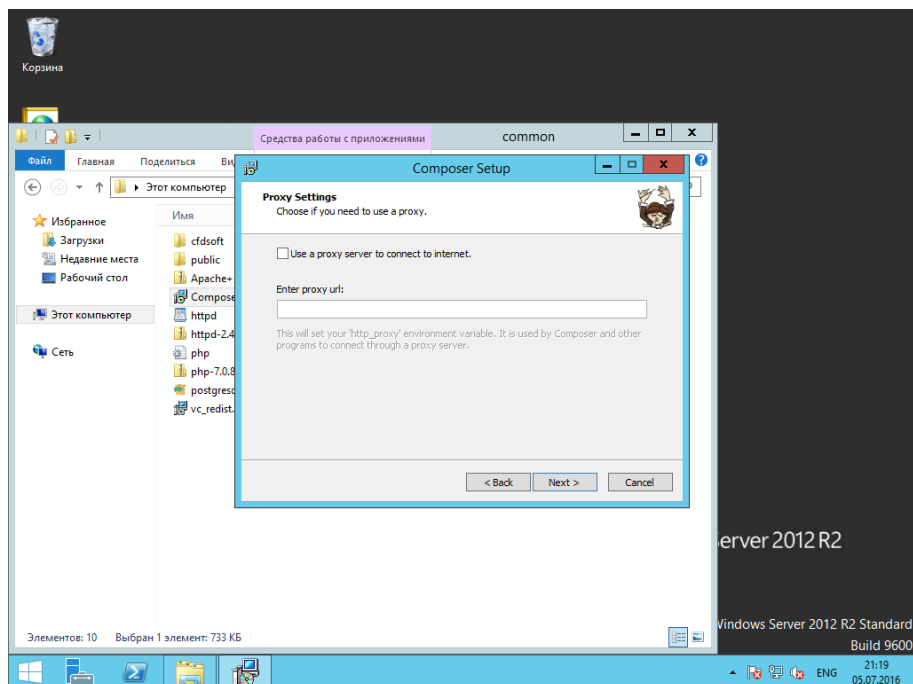 Корзина
Средства работы с приложениями
common
Файл
Главная
Поделиться
Этот компьютер
Composer Setup
Proxy Settings
Choose if you need to use a proxy.
Use a proxy server to connect to internet.
Enter proxy url:
This will set your 'http_proxy' environment variable. It is used by Composer and other
programs to connect through a proxy server.
< Back
Next >
Cancel
Избранное
Загрузки
Недавние места
Рабочий стол
Этот компьютер
Сеть
Имя
cfdsoft
public
Apache+
Compose
httpd
httpd-2.4
php
php-7.0.8
postgresq
vc_redist.
Элементов: 10 Выбран 1 элемент: 733 КБ
erver 2012 R2
Windows Server 2012 R2 Standard
Build 9600
ENG
21:19
05.07.2016